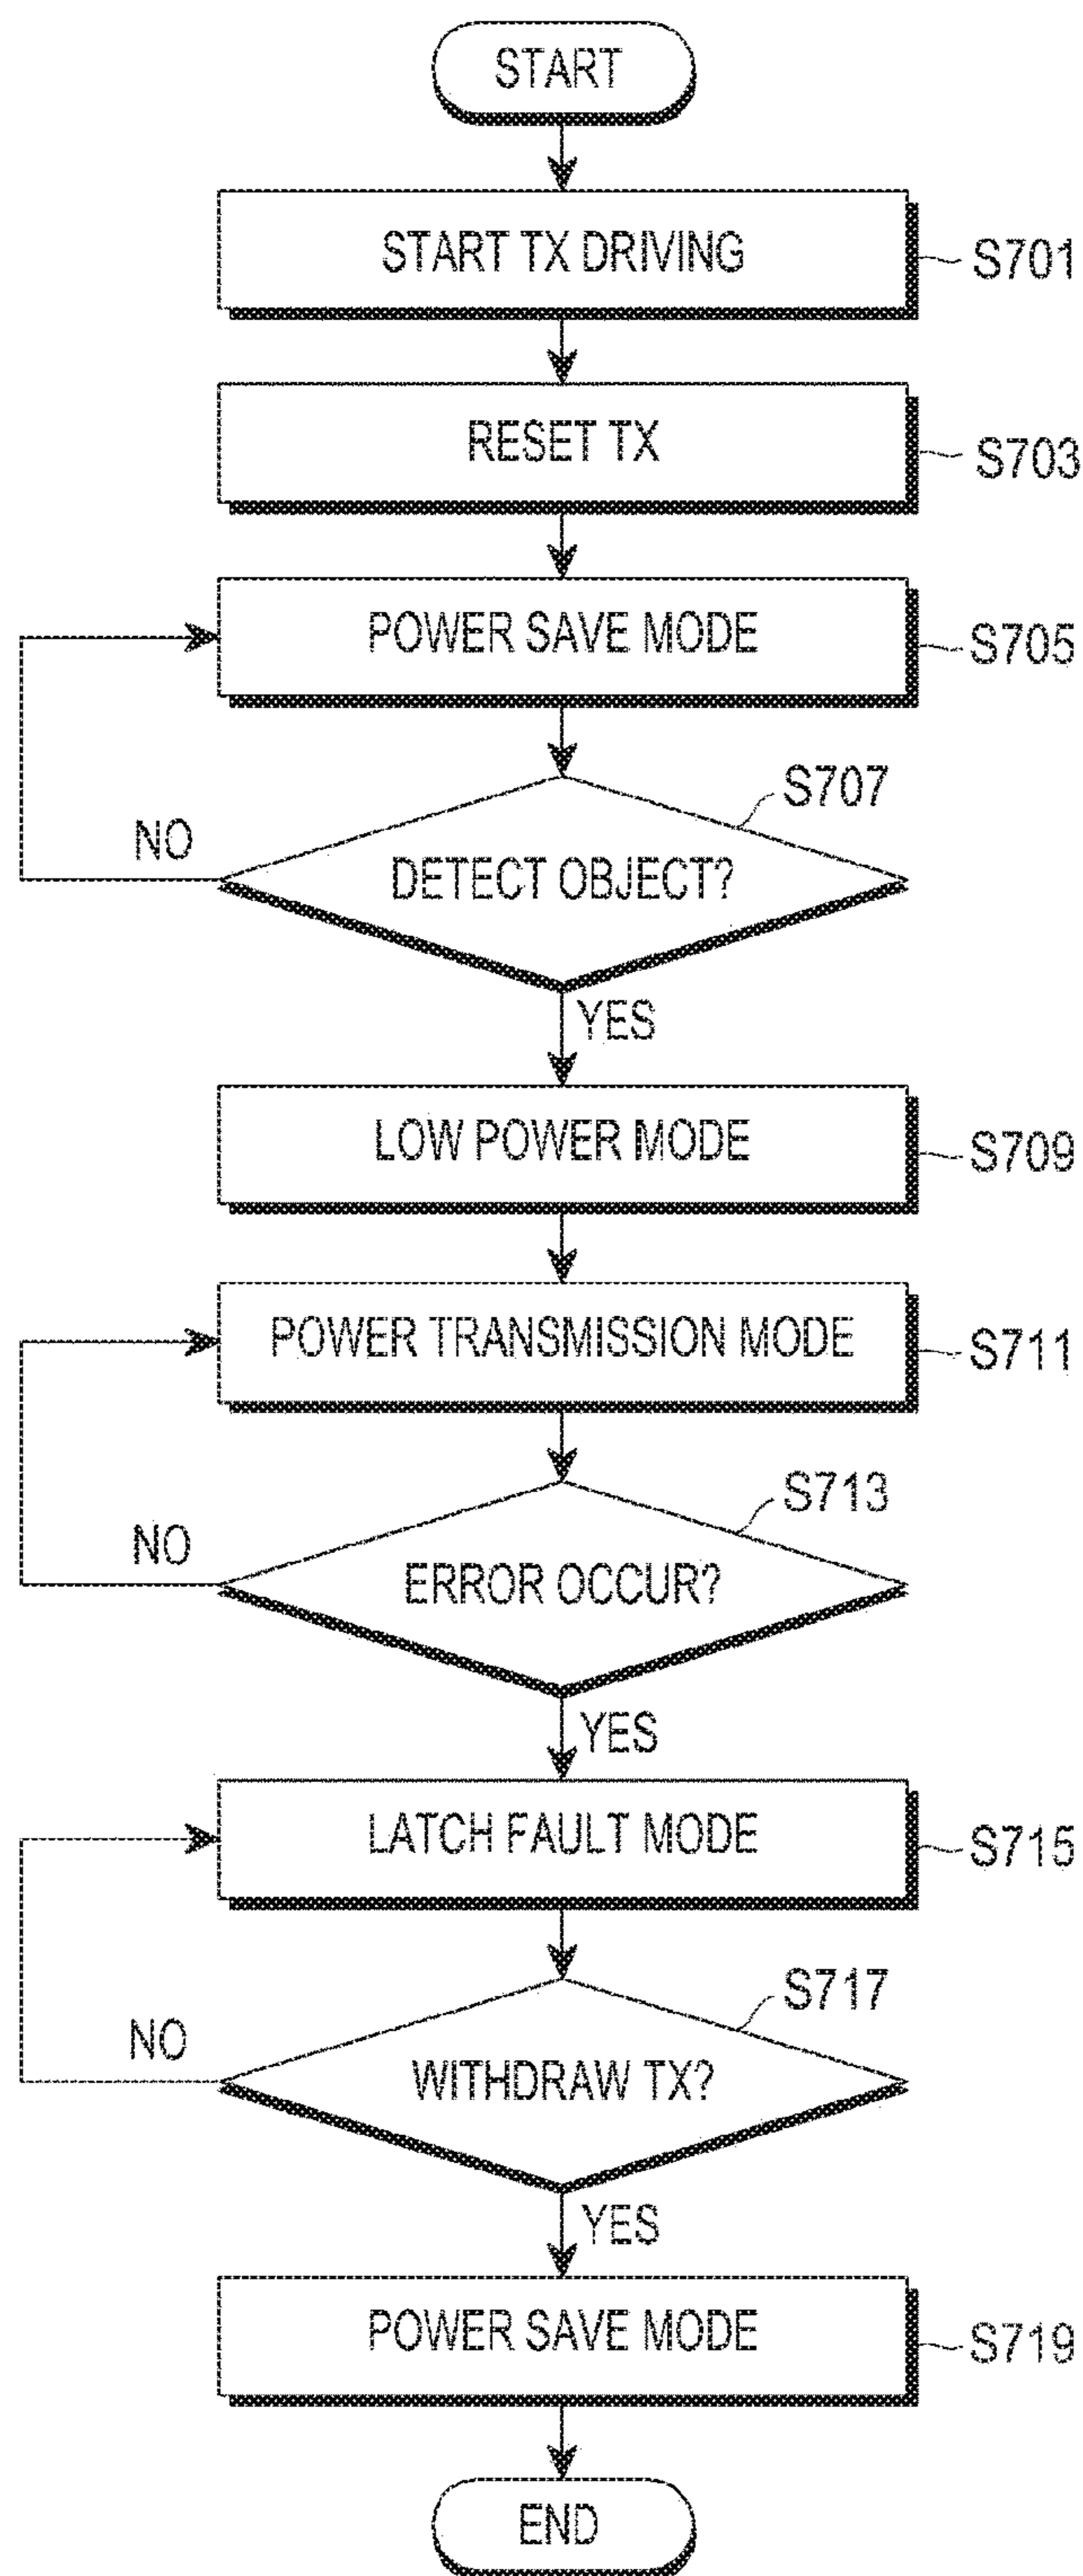 START
START TX DRIVING
S701
RESET TX
S703
POWER SAVE MODE
S705
S707
DETECT OBJECT?
NO
YES
LOW POWER MODE
S709
POWER TRANSMISSION MODE
S711
S713
ERROR OCCUR?
NO
YES
LATCH FAULT MODE
S715
S717
WITHDRAW TX?
NO
YES
POWER SAVE MODE
S719
END